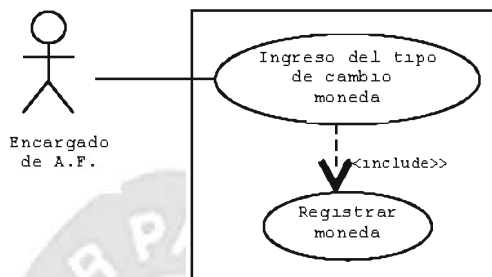 Ingreso del tipo
de cambio
moneda
Encargado
de A.F.
<include>>
Registrar
moneda